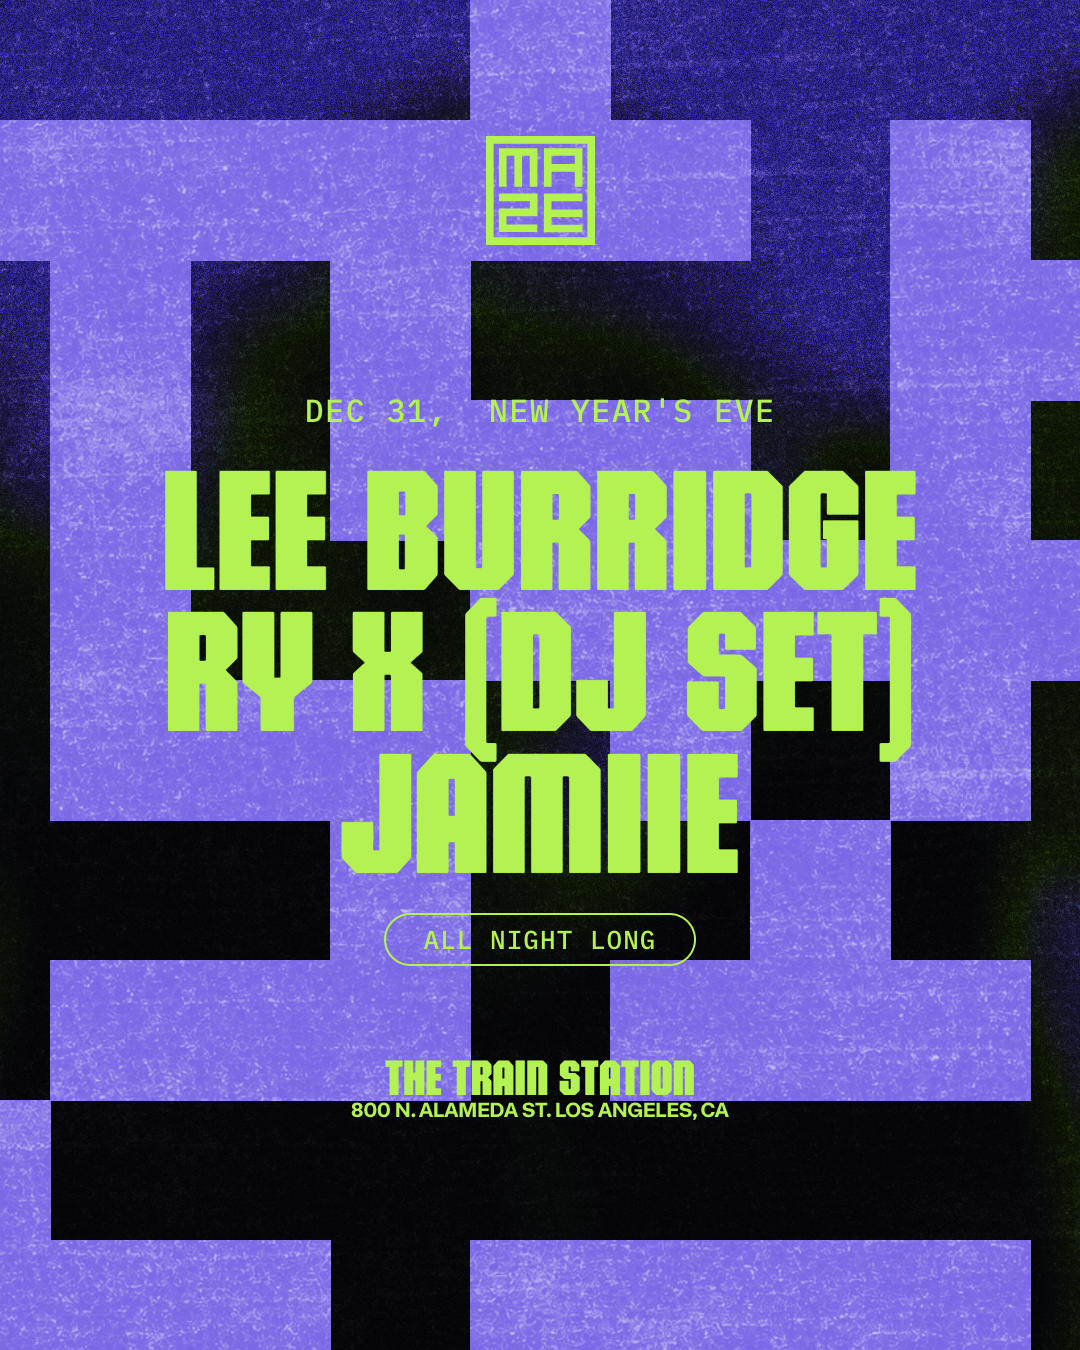 MA
ZE
DEC 31, NEW YEAR'S EVE
LEE BURRIDGE
RY X (DJ SET)
JAMIIE
ALL NIGHT LONG
THE TRAIN STATION
800 N. ALAMEDA ST. LOS ANGELES, CA